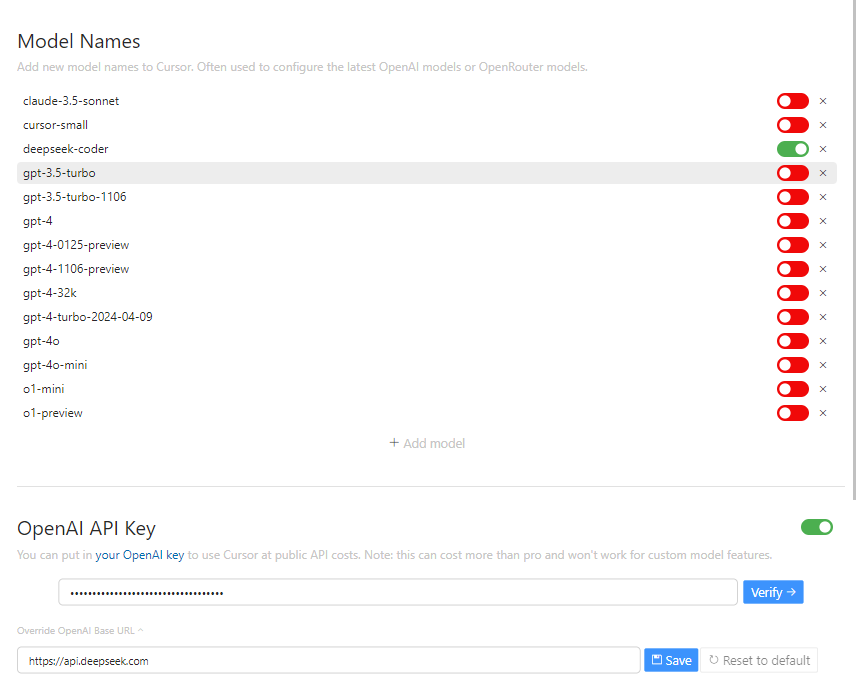 Model Names
Add new model names to Cursor. Often used to configure the latest OpenAI models or OpenRouter models.
claude-3.5-sonnet
cursor-small
deepseek-coder
gpt-3.5-turbo
gpt-3.5-turbo-1106
gpt-4
gpt-4-0125-preview
gpt-4-1106-preview
gpt-4-32k
gpt-4-turbo-2024-04-09
gpt-4o
gpt-4o-mini
o1-mini
o1-preview
+ Add model
OpenAI API Key
You can put in your OpenAI key to use Cursor at public API costs. Note: this can cost more than pro and won't work for custom model features.
Verify →
Override OpenAI Base URL
https://api.deepseek.com Save Reset to default